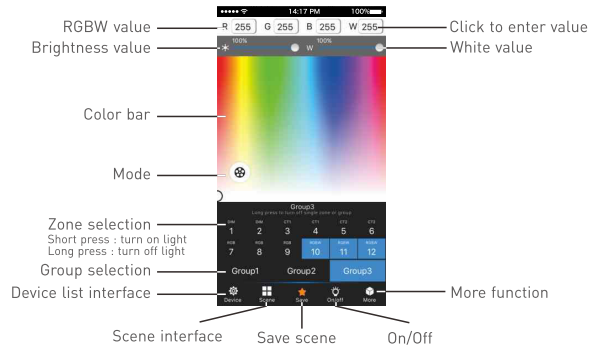 14:17 PM 100%
RGBW value R 255 G 255 B 255 W 255 Click to enter value
Brightness value 100% W 100% White value
Color bar
Mode
Group3
Long press to turn off single zone or group
Zone selection DIM 1 DIM 2 CT1 3 CT1 4 CT2 5 CT3 6
Short press : turn on light
Long press : turn off light
RGB 7 RGB 8 RGB 9 RGBW 10 RGBW 11 RGBW 12
Group selection Group1 Group2 Group3
Device list interface Device Scene Save On/off More More function
Scene interface Save scene On/Off